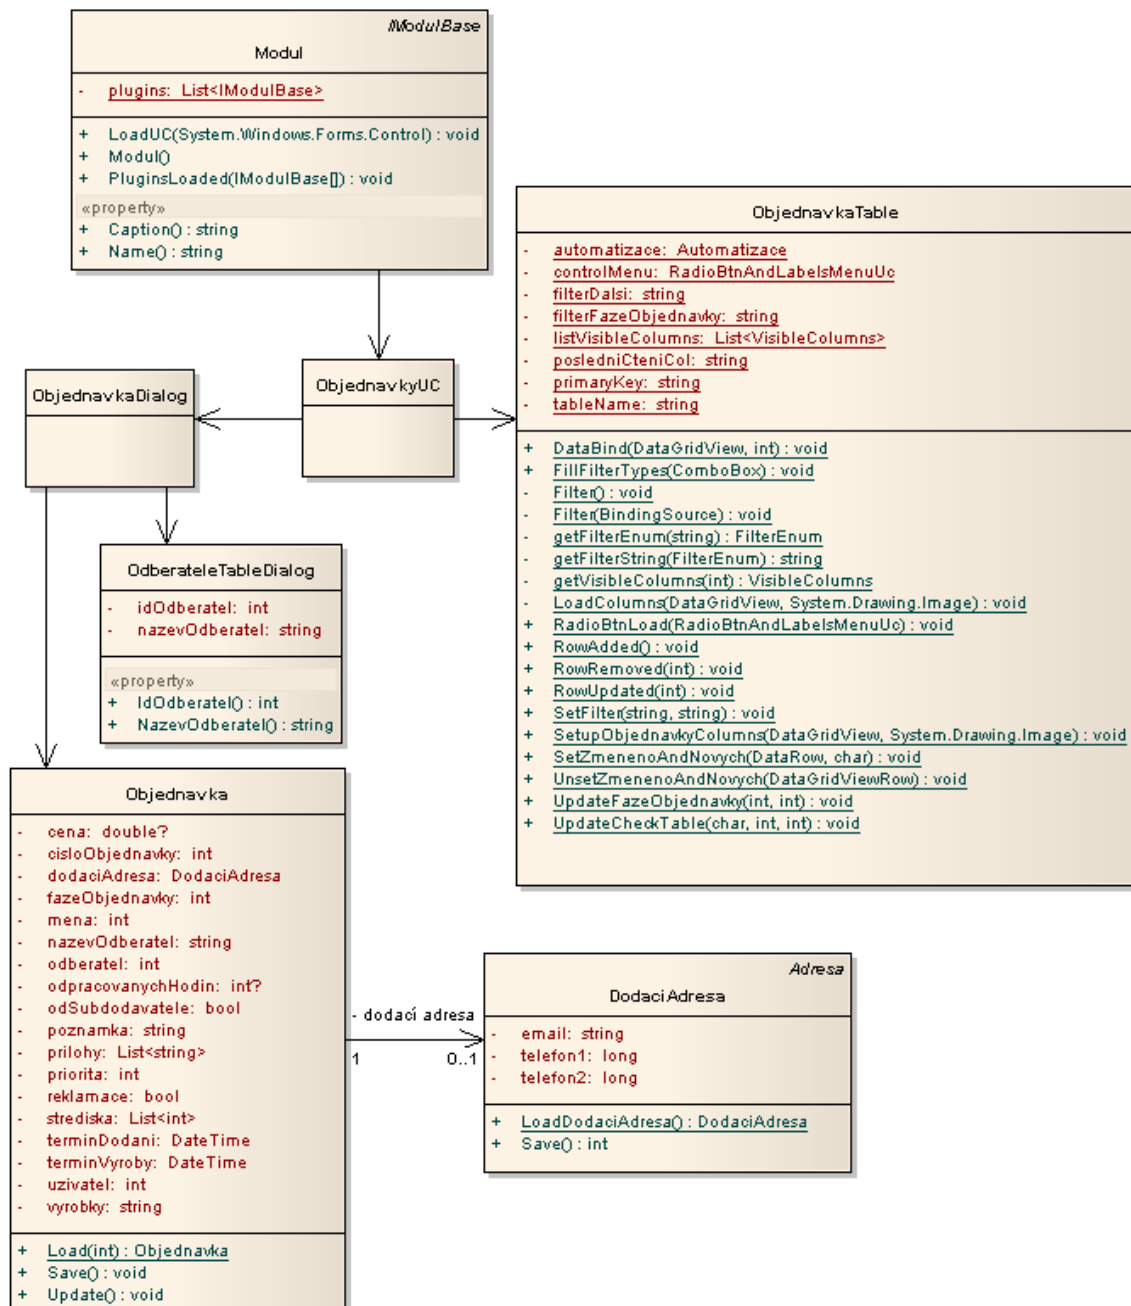 IModulBase
Modul
- plugins: List<IModulBase>
+ LoadUC(System.Windows.Forms.Control) : void
+ Modul()
+ PluginsLoaded(IModulBase[]) : void
«property»
+ Caption() : string
+ Name() : string
ObjednavkaTable
- automatizace: Automatizace
- controlMenu: RadioBtnAndLabelsMenuUc
- filterDalsi: string
- filterFazeObjednavky: string
- listVisibleColumns: List<VisibleColumns>
- posledniCteniCol: string
- primaryKey: string
- tableName: string
+ DataBind(DataGridView, int) : void
+ FillFilterTypes(ComboBox) : void
- Filter() : void
- Filter(BindingSource) : void
- getFilterEnum(string) : FilterEnum
- getFilterString(FilterEnum) : string
- getVisibleColumns(int) : VisibleColumns
- LoadColumns(DataGridView, System.Drawing.Image) : void
+ RadioBtnLoad(RadioBtnAndLabelsMenuUc) : void
+ RowAdded() : void
+ RowRemoved(int) : void
+ RowUpdated(int) : void
+ SetFilter(string, string) : void
+ SetupObjednavkyColumns(DataGridView, System.Drawing.Image) : void
+ SetZmenenoAndNovych(DataRow, char) : void
+ UnsetZmenenoAndNovych(DataGridViewRow) : void
+ UpdateFazeObjednavky(int, int) : void
+ UpdateCheckTable(char, int, int) : void
ObjednavkyUC
ObjednavkaDialog
OdberateleTableDialog
- idOdberatel: int
- nazevOdberatel: string
«property»
+ IdOdberatel() : int
+ NazevOdberatel() : string
Objednavka
- cena: double?
- cisloObjednavky: int
- dodaciAdresa: DodaciAdresa
- fazeObjednavky: int
- mena: int
- nazevOdberatel: string
- odberatel: int
- odpracovanychHodin: int?
- odSubdodavatele: bool
- poznamka: string
- prilohy: List<string>
- priorita: int
- reklamace: bool
- strediska: List<int>
- terminDodani: DateTime
- terminVyroby: DateTime
- uzivatel: int
- vyrobky: string
+ Load(int) : Objednavka
+ Save() : void
+ Update() : void
- dodací adresa
1 0..1
Adresa
DodaciAdresa
- email: string
- telefon1: long
- telefon2: long
+ LoadDodaciAdresa() : DodaciAdresa
+ Save() : int